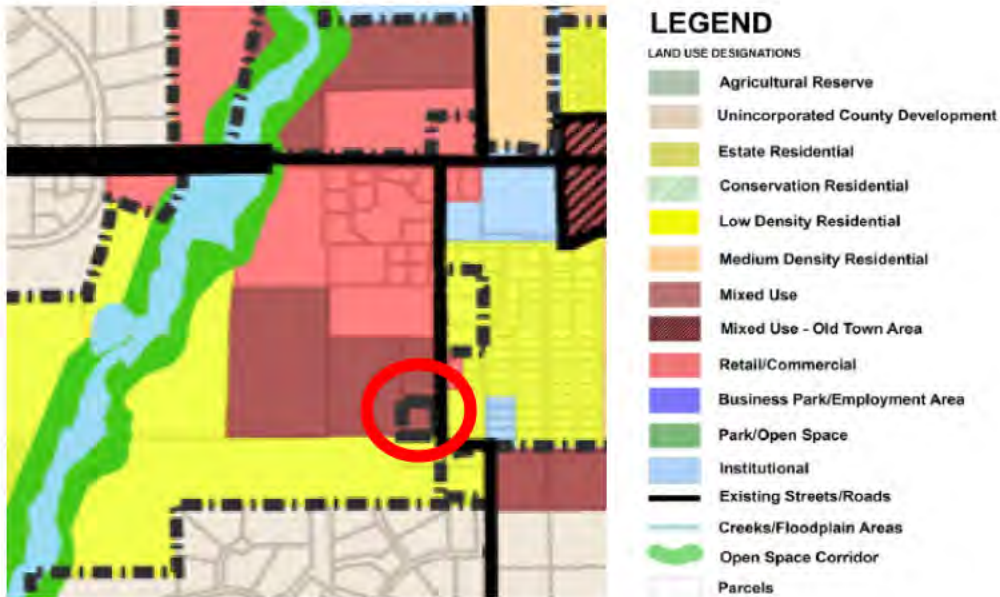 LEGEND
LAND USE DESIGNATIONS
Agricultural Reserve
Unincorporated County Development
Estate Residential
Conservation Residential
Low Density Residential
Medium Density Residential
Mixed Use
Mixed Use - Old Town Area
Retail/Commercial
Business Park/Employment Area
Park/Open Space
Institutional
Existing Streets/Roads
Creeks/Floodplain Areas
Open Space Corridor
Parcels